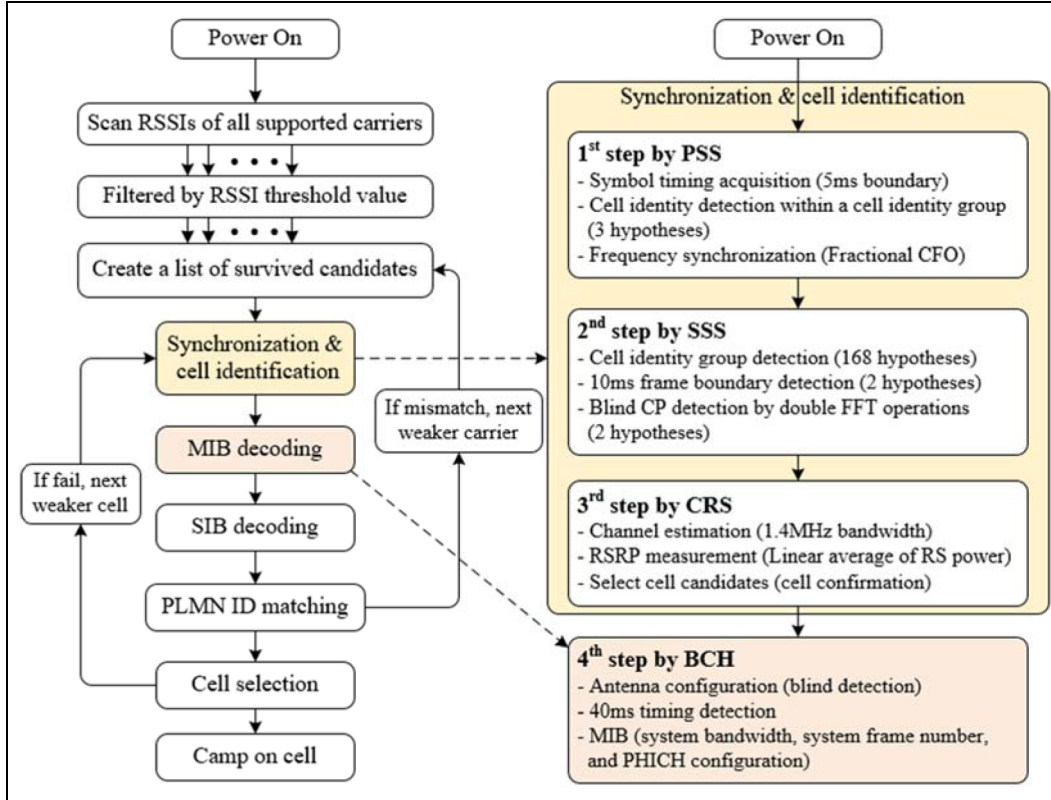 Power On
Scan RSSIs of all supported carriers
Filtered by RSSI threshold value
Create a list of survived candidates
Synchronization &
cell identification
If mismatch, next
weaker carrier
MIB decoding
If fail, next
weaker cell
SIB decoding
PLMN ID matching
Cell selection
Camp on cell
Power On
Synchronization & cell identification
1st step by PSS
- Symbol timing acquisition (5ms boundary)
- Cell identity detection within a cell identity group
(3 hypotheses)
- Frequency synchronization (Fractional CFO)
2nd step by SSS
- Cell identity group detection (168 hypotheses)
- 10ms frame boundary detection (2 hypotheses)
- Blind CP detection by double FFT operations
(2 hypotheses)
3rd step by CRS
- Channel estimation (1.4MHz bandwidth)
- RSRP measurement (Linear average of RS power)
- Select cell candidates (cell confirmation)
4th step by BCH
- Antenna configuration (blind detection)
- 40ms timing detection
- MIB (system bandwidth, system frame number,
and PHICH configuration)